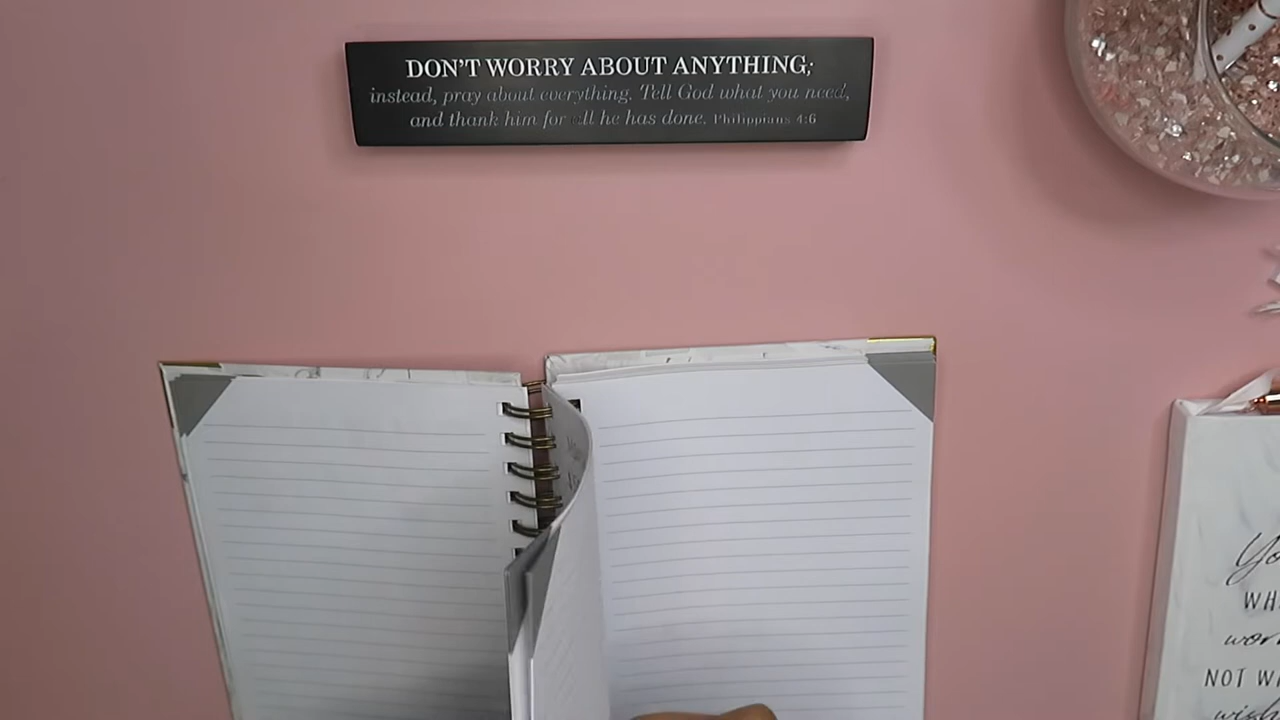 DON'T WORRY ABOUT ANYTHING;
instead, pray about everything. Tell God what you need,
and thank him for all he has done. Philippians 4:6
NOT